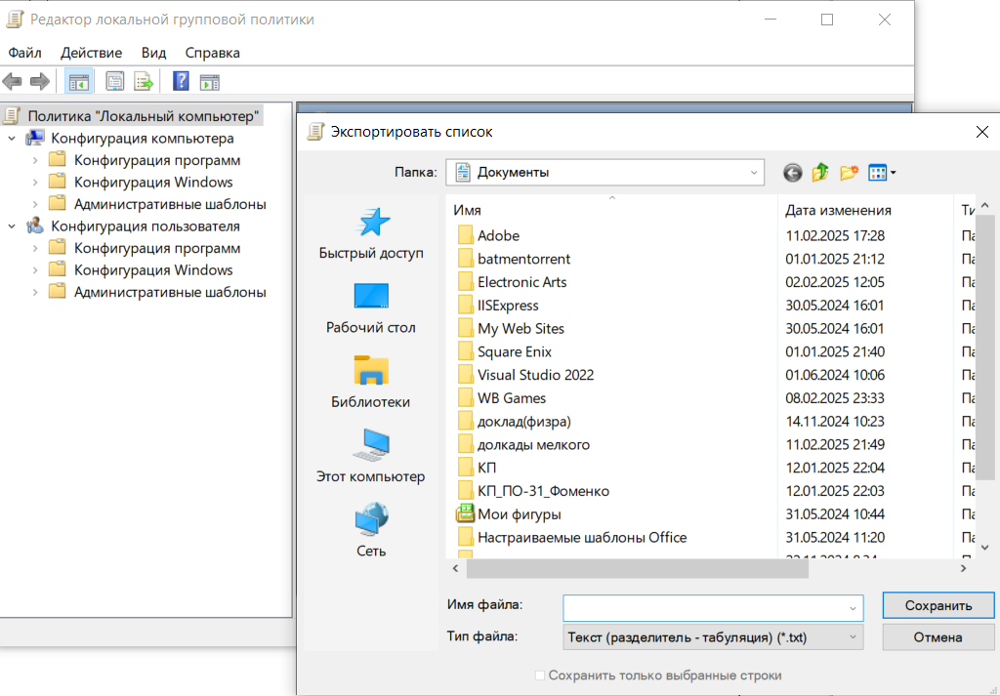 Редактор локальной групповой политики
Файл Действие Вид Справка
Политика "Локальный компьютер"
Конфигурация компьютера
Конфигурация программ
Конфигурация Windows
Административные шаблоны
Конфигурация пользователя
Конфигурация программ
Конфигурация Windows
Административные шаблоны
Экспортировать список
Папка: Документы
Быстрый доступ
Рабочий стол
Библиотеки
Этот компьютер
Сеть
Имя Дата изменения Ти
Adobe 11.02.2025 17:28 Па
batmentorrent 01.01.2025 21:12 Па
Electronic Arts 02.02.2025 12:05 Па
IISExpress 30.05.2024 16:01 Па
My Web Sites 30.05.2024 16:01 Па
Square Enix 01.01.2025 21:40 Па
Visual Studio 2022 01.06.2024 10:06 Па
WB Games 08.02.2025 23:33 Па
доклад(физра) 14.11.2024 10:23 Па
долкады мелкого 11.02.2025 21:49 Па
КП 12.01.2025 22:04 Па
КП_ПО-31_Фоменко 12.01.2025 22:03 Па
Мои фигуры 31.05.2024 10:44 Па
Настраиваемые шаблоны Office 31.05.2024 11:20 Па
Имя файла:
Сохранить
Тип файла: Текст (разделитель - табуляция) (*.txt)
Отмена
Сохранить только выбранные строки